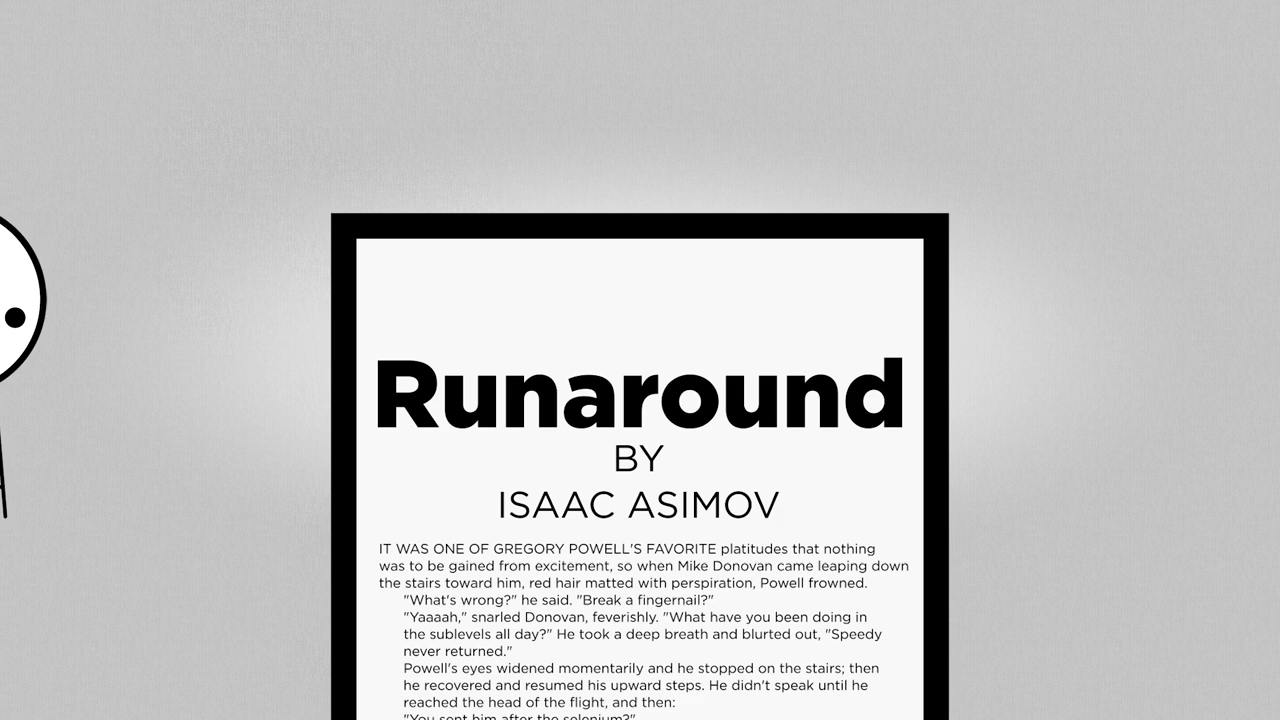 Runaround
BY
ISAAC ASIMOV
IT WAS ONE OF GREGORY POWELL'S FAVORITE platitudes that nothing
was to be gained from excitement, so when Mike Donovan came leaping down
the stairs toward him, red hair matted with perspiration, Powell frowned.
"What's wrong?" he said. "Break a fingernail?"
"Yaaaah," snarled Donovan, feverishly. "What have you been doing in
the sublevels all day?" He took a deep breath and blurted out, "Speedy
never returned."
Powell's eyes widened momentarily and he stopped on the stairs; then
he recovered and resumed his upward steps. He didn't speak until he
reached the head of the flight, and then:
"You sent him after the selenium?"